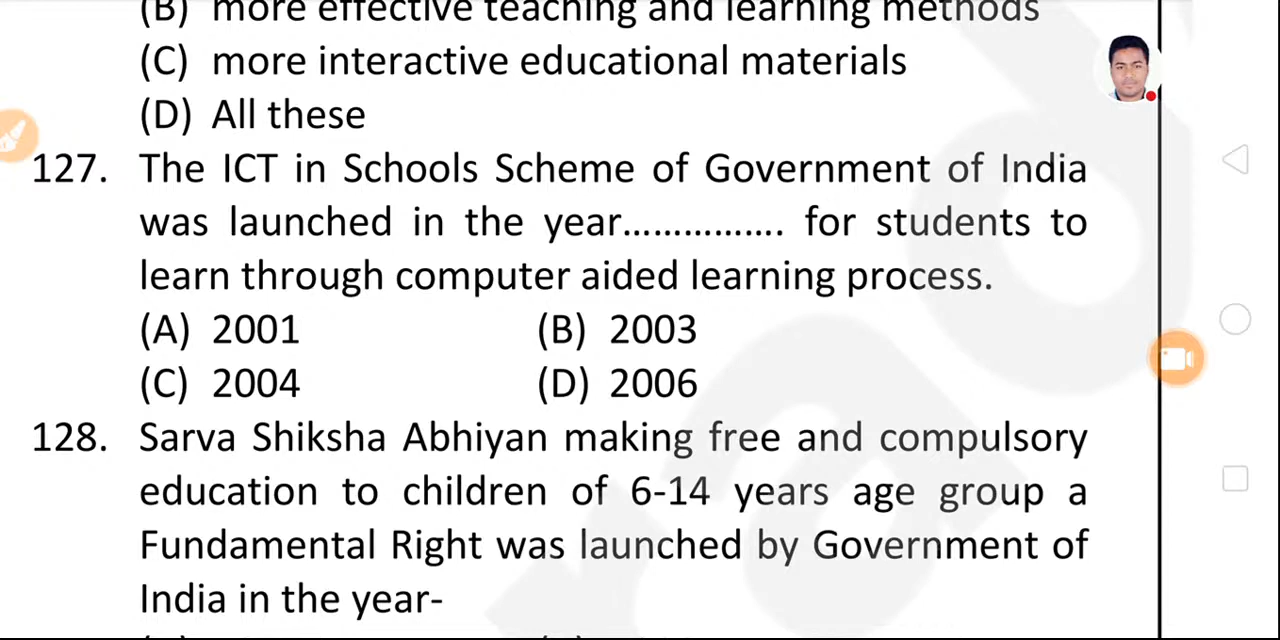 (B) more effective teaching and learning methods
(C) more interactive educational materials
(D) All these
127. The ICT in Schools Scheme of Government of India
was launched in the year................ for students to
learn through computer aided learning process.
(A) 2001 (B) 2003
(C) 2004 (D) 2006
128. Sarva Shiksha Abhiyan making free and compulsory
education to children of 6-14 years age group a
Fundamental Right was launched by Government of
India in the year-